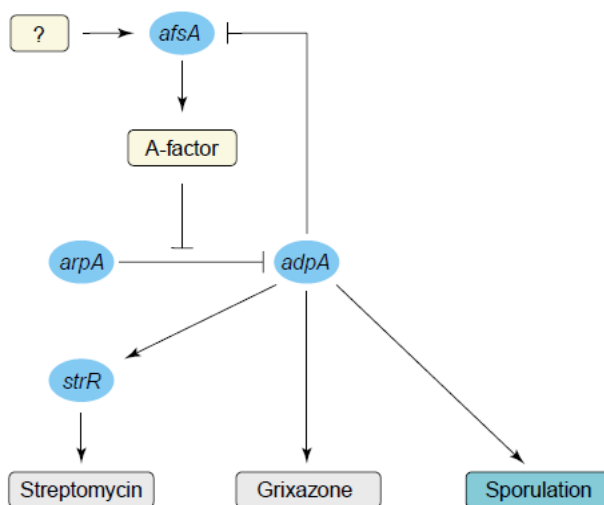 ?
afsA
A-factor
arpA
adpA
strR
Streptomycin
Grixazone
Sporulation